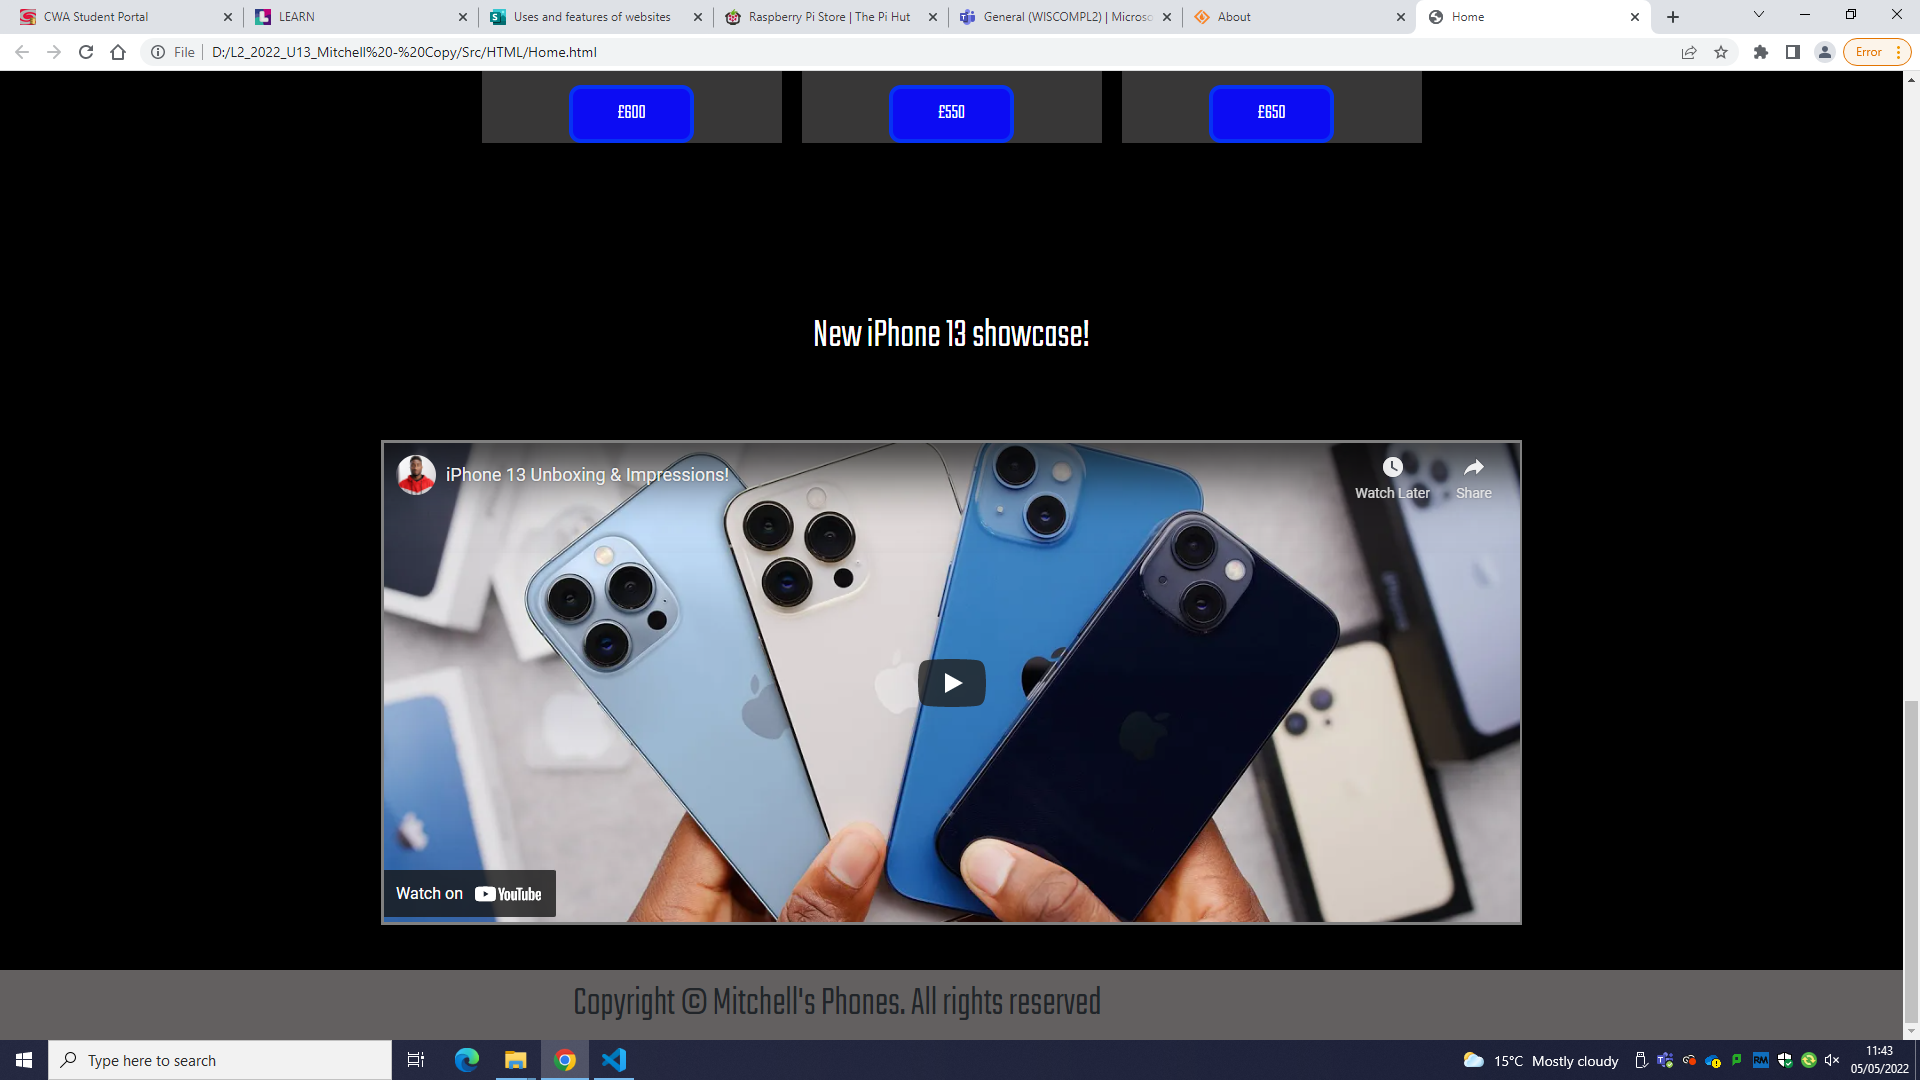 CWA Student Portal
LEARN
Uses and features of websites
Raspberry Pi Store | The Pi Hut
General (WISCOMPL2) | Microso
About
Home
File
D:/L2_2022_U13_Mitchell%20-%20Copy/Src/HTML/Home.html
Error
£600
£550
£650
New iPhone 13 showcase!
iPhone 13 Unboxing & Impressions!
Watch Later
Share
Watch on YouTube
Copyright © Mitchell's Phones. All rights reserved
Type here to search
15°C Mostly cloudy
RM
11:43
05/05/2022